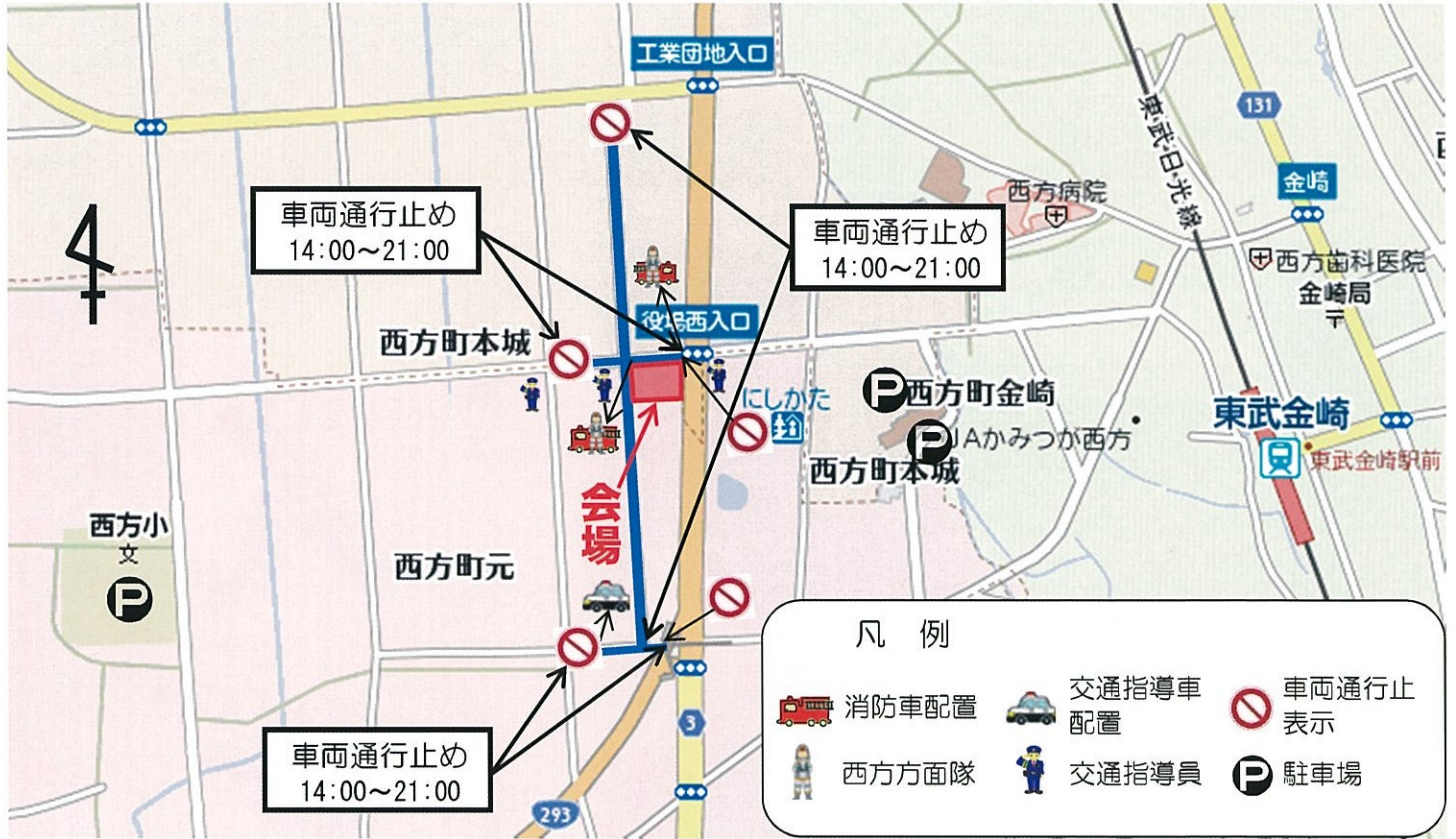 工業団地入口
131
東武日光線
西方病院
金崎
車両通行止め
14:00～21:00
車両通行止め
14:00～21:00
西方歯科医院
金崎局
役場西入口
西方町本城
にしかた
P
西方町金崎
東武金崎
P
JAかみつが西方
東武金崎駅前
西方町本城
会場
西方小
文
西方町元
P
凡 例
消防車配置
交通指導車
配置
車両通行止
表示
西方方面隊
交通指導員
P
駐車場
3
車両通行止め
14:00～21:00
293